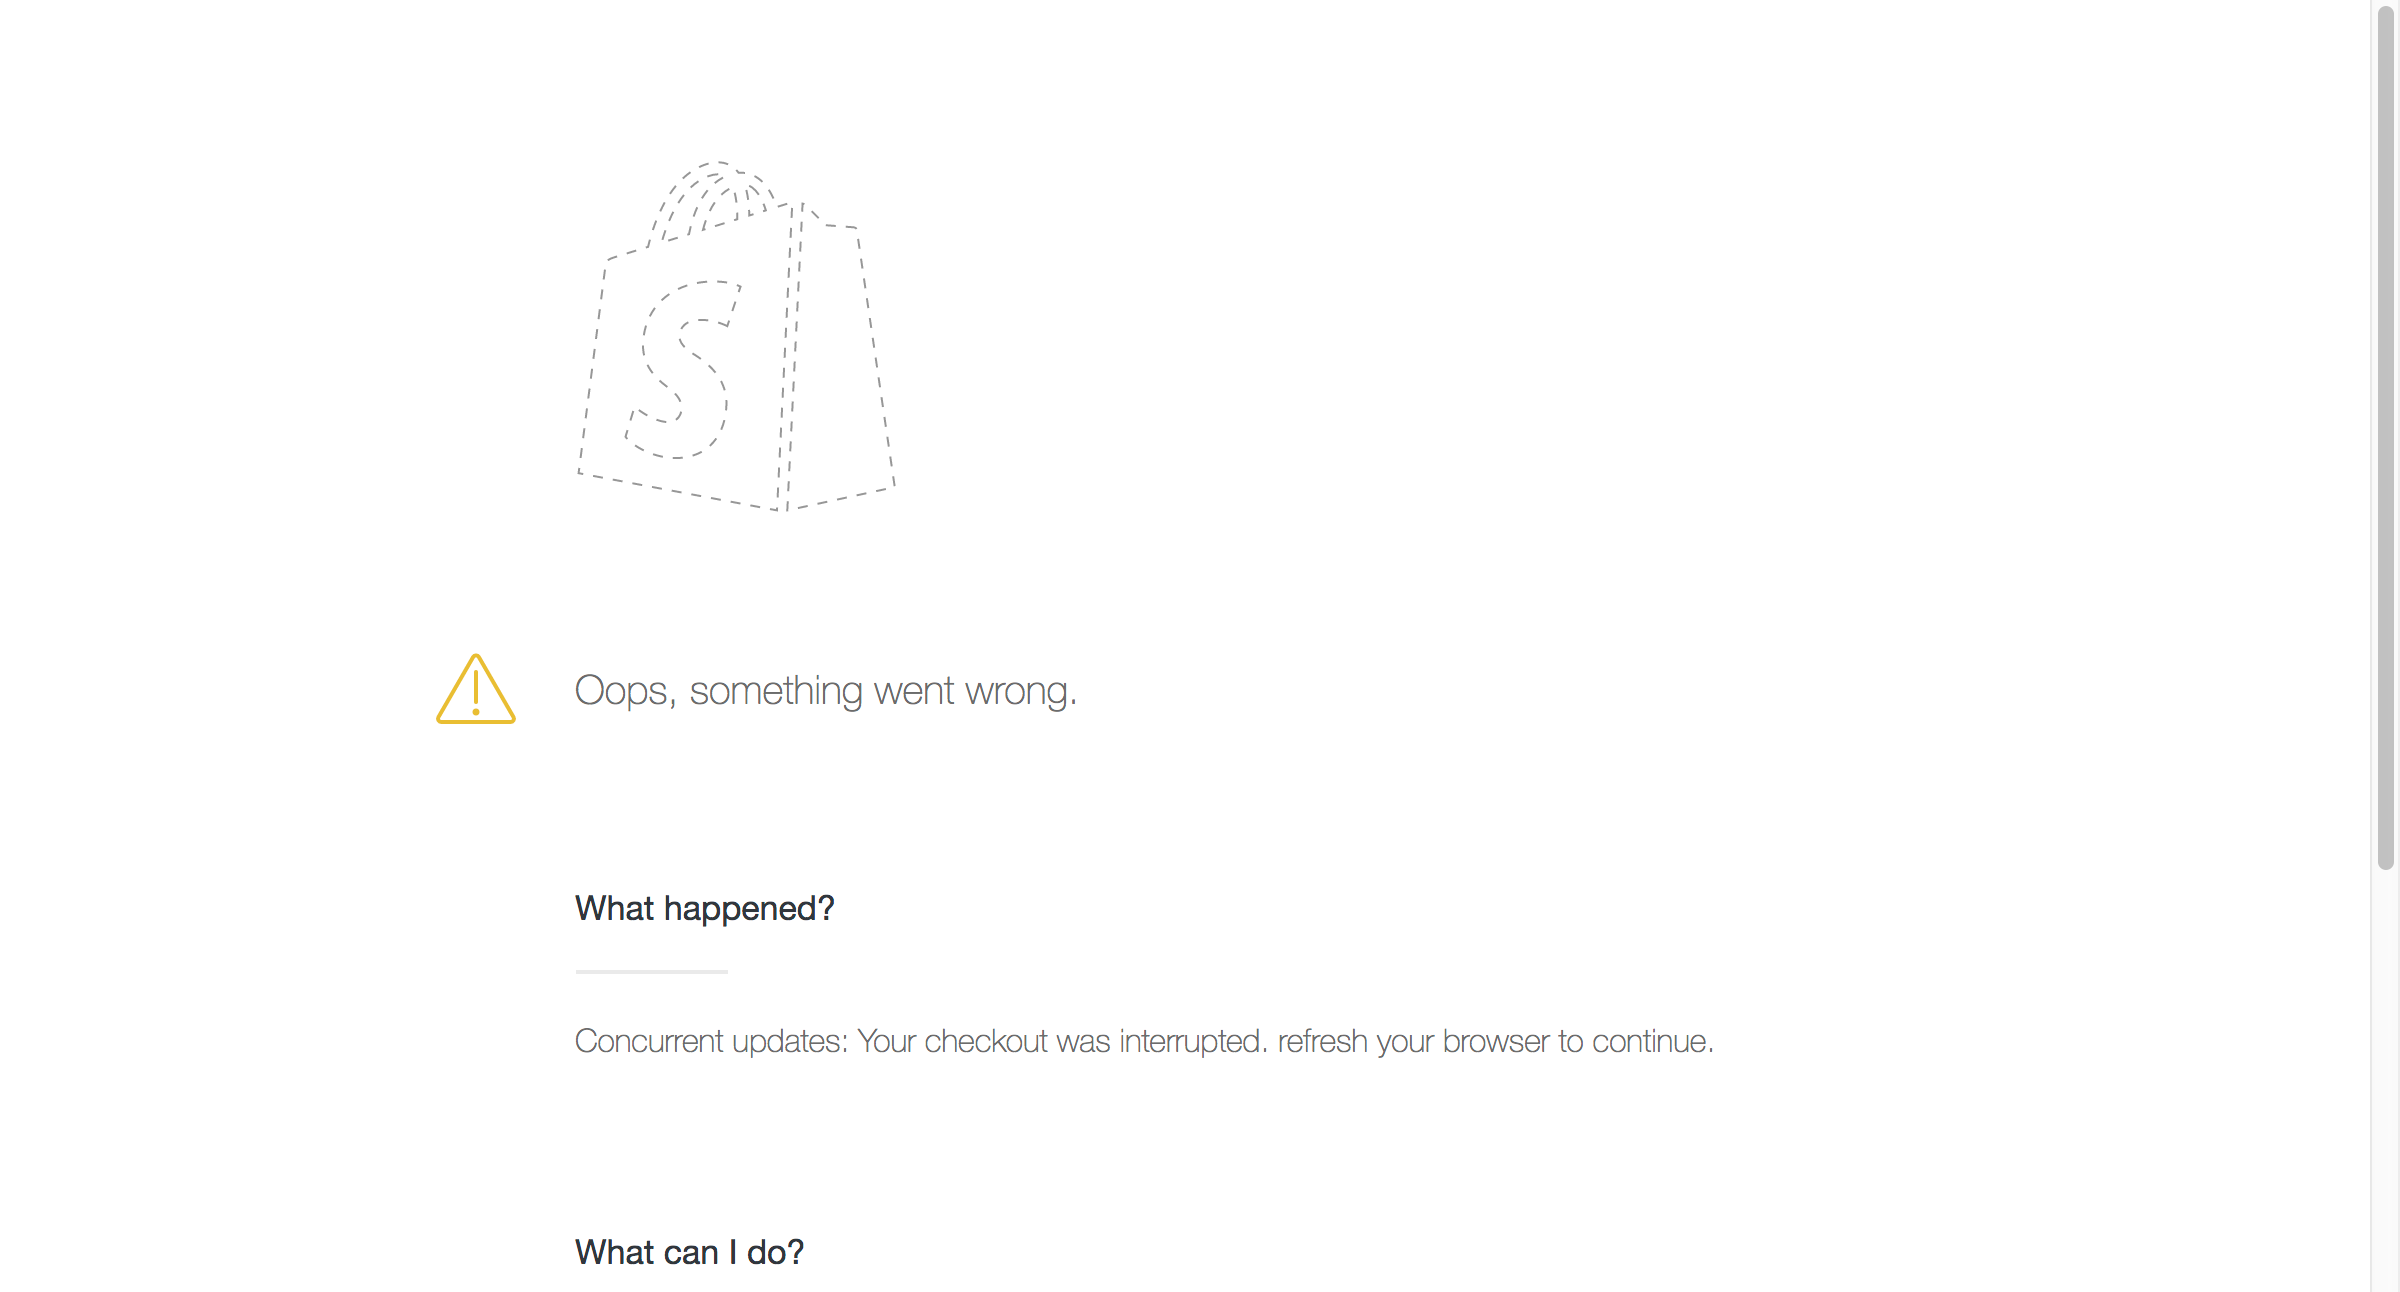 S
Oops, something went wrong.
What happened?
Concurrent updates: Your checkout was interrupted. refresh your browser to continue.
What can I do?